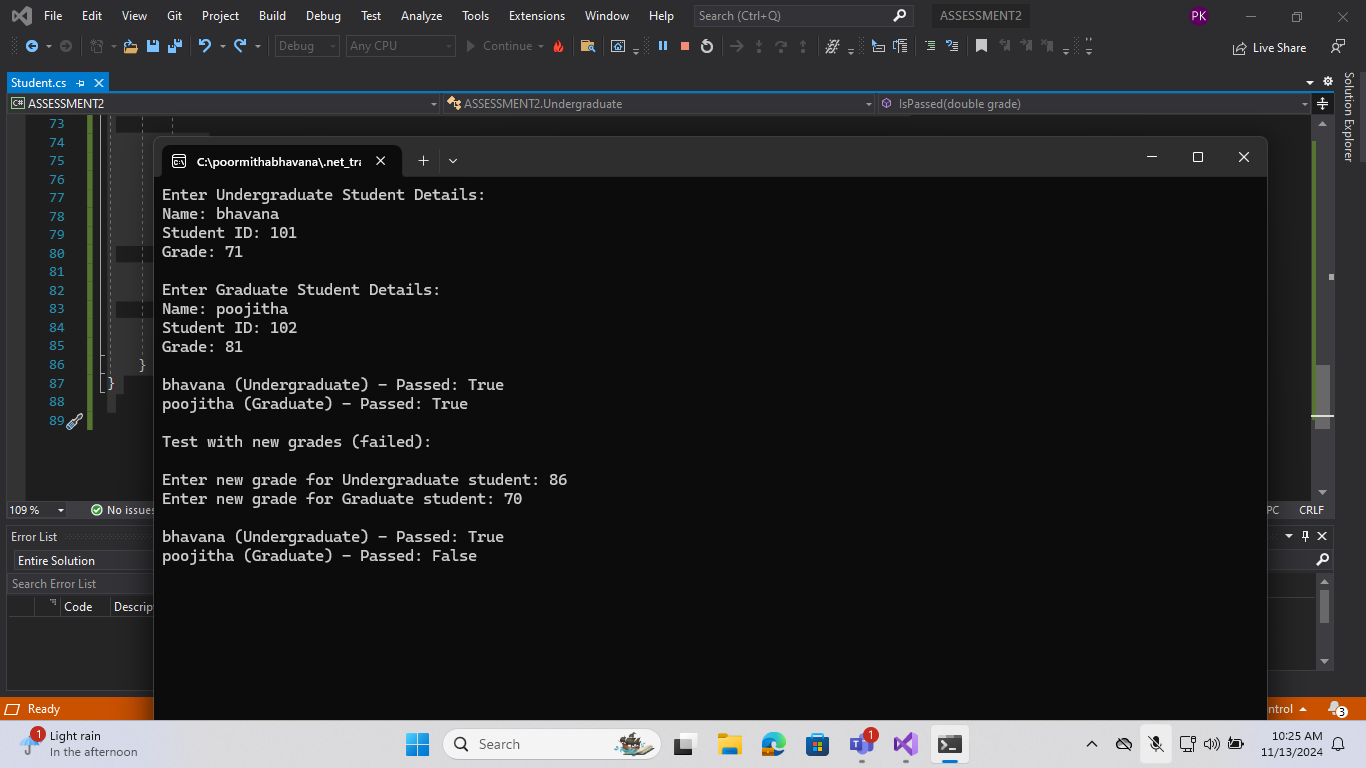 File Edit View Git Project Build Debug Test Analyze Tools Extensions Window Help Search (Ctrl+Q) ASSESSMENT2 PK
Debug Any CPU Continue Live Share
Student.cs
ASSESSMENT2 ASSESSMENT2.Undergraduate IsPassed(double grade)
Solution Explorer
73
74
75
76
77
78
79
80
81
82
83
84
85
86 }
87 }
88
89
C:\poormithabhavana\.net_tra
Enter Undergraduate Student Details:
Name: bhavana
Student ID: 101
Grade: 71
Enter Graduate Student Details:
Name: poojitha
Student ID: 102
Grade: 81
bhavana (Undergraduate) - Passed: True
poojitha (Graduate) - Passed: True
Test with new grades (failed):
Enter new grade for Undergraduate student: 86
Enter new grade for Graduate student: 70
bhavana (Undergraduate) - Passed: True
poojitha (Graduate) - Passed: False
109 % No issues PC CRLF
Error List
Entire Solution
Search Error List
Code Descrip
Ready ntrol 3
1 Light rain
In the afternoon
Search
1
10:25 AM
11/13/2024